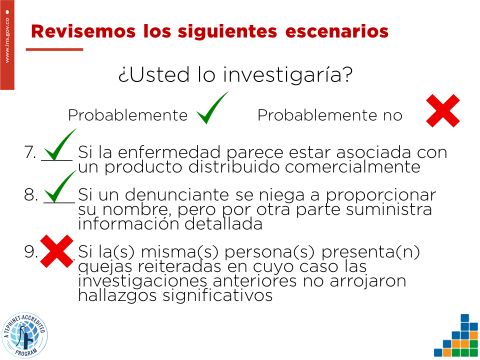 www.ins.gov.co
Revisemos los siguientes escenarios
¿Usted lo investigaría?
Probablemente Probablemente no
7. ___ Si la enfermedad parece estar asociada con
un producto distribuido comercialmente
8. ___ Si un denunciante se niega a proporcionar
su nombre, pero por otra parte suministra
información detallada
9. Si la(s) misma(s) persona(s) presenta(n)
quejas reiteradas en cuyo caso las
investigaciones anteriores no arrojaron
hallazgos significativos
A TEPHINET ACCREDITED
PROGRAM